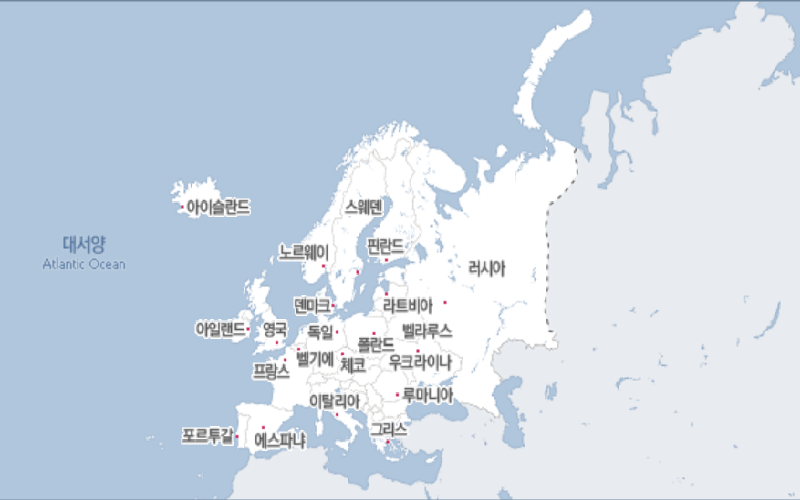 아이슬란드
스웨덴
대서양
Atlantic Ocean
노르웨이
핀란드
러시아
덴마크
라트비아
아일랜드
영국
독일
벨라루스
폴란드
벨기에
체코
우크라이나
프랑스
이탈리아
루마니아
포르투갈
에스파냐
그리스